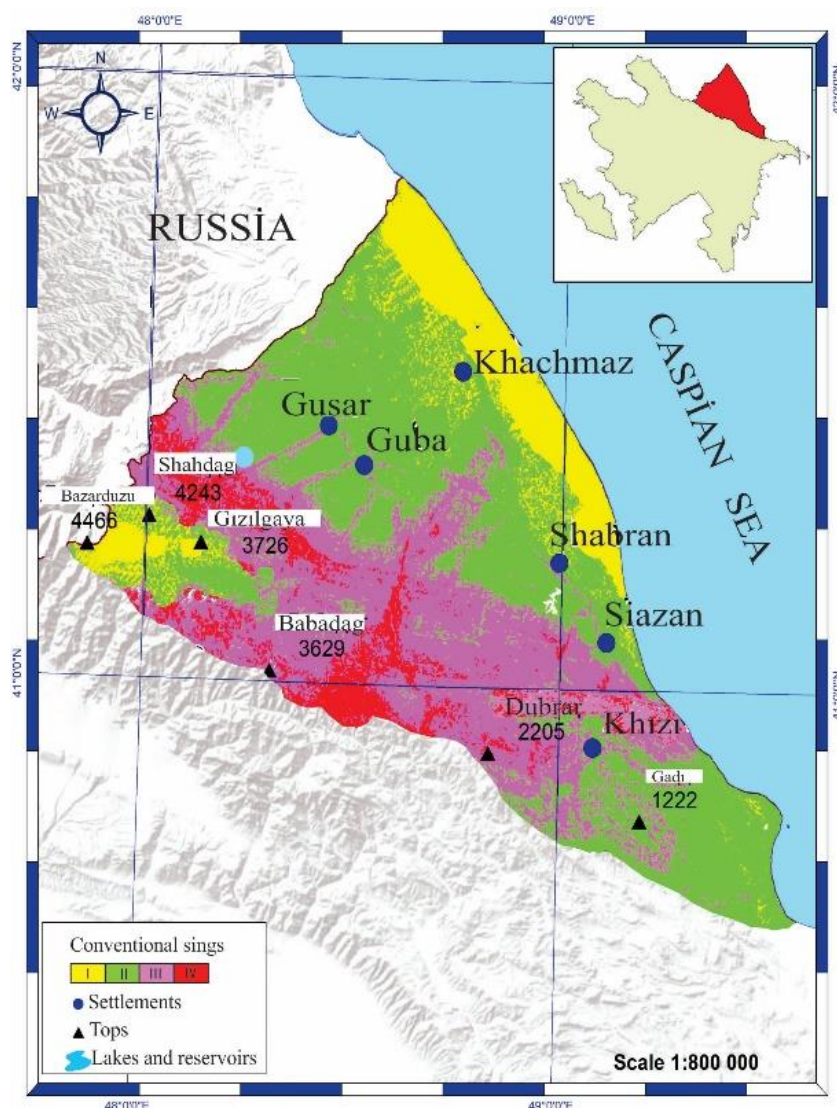 48°0'0"E
49°0'0"E
42°0'0"N
N
W
E
RUSSİA
CASPİAN SEA
Khachmaz
Gusar
Guba
Shahdag
4243
Bazarduzu
4466
Gızılgava
3726
Shabran
Siazan
Babadag
3629
41°0'0"N
Dubrar
2205
Khızı
Gadı
1222
Conventional sings
I
II
III
IV
Settlements
Tops
Lakes and reservoirs
Scale 1:800 000
48°0'0"E
49°0'0"E